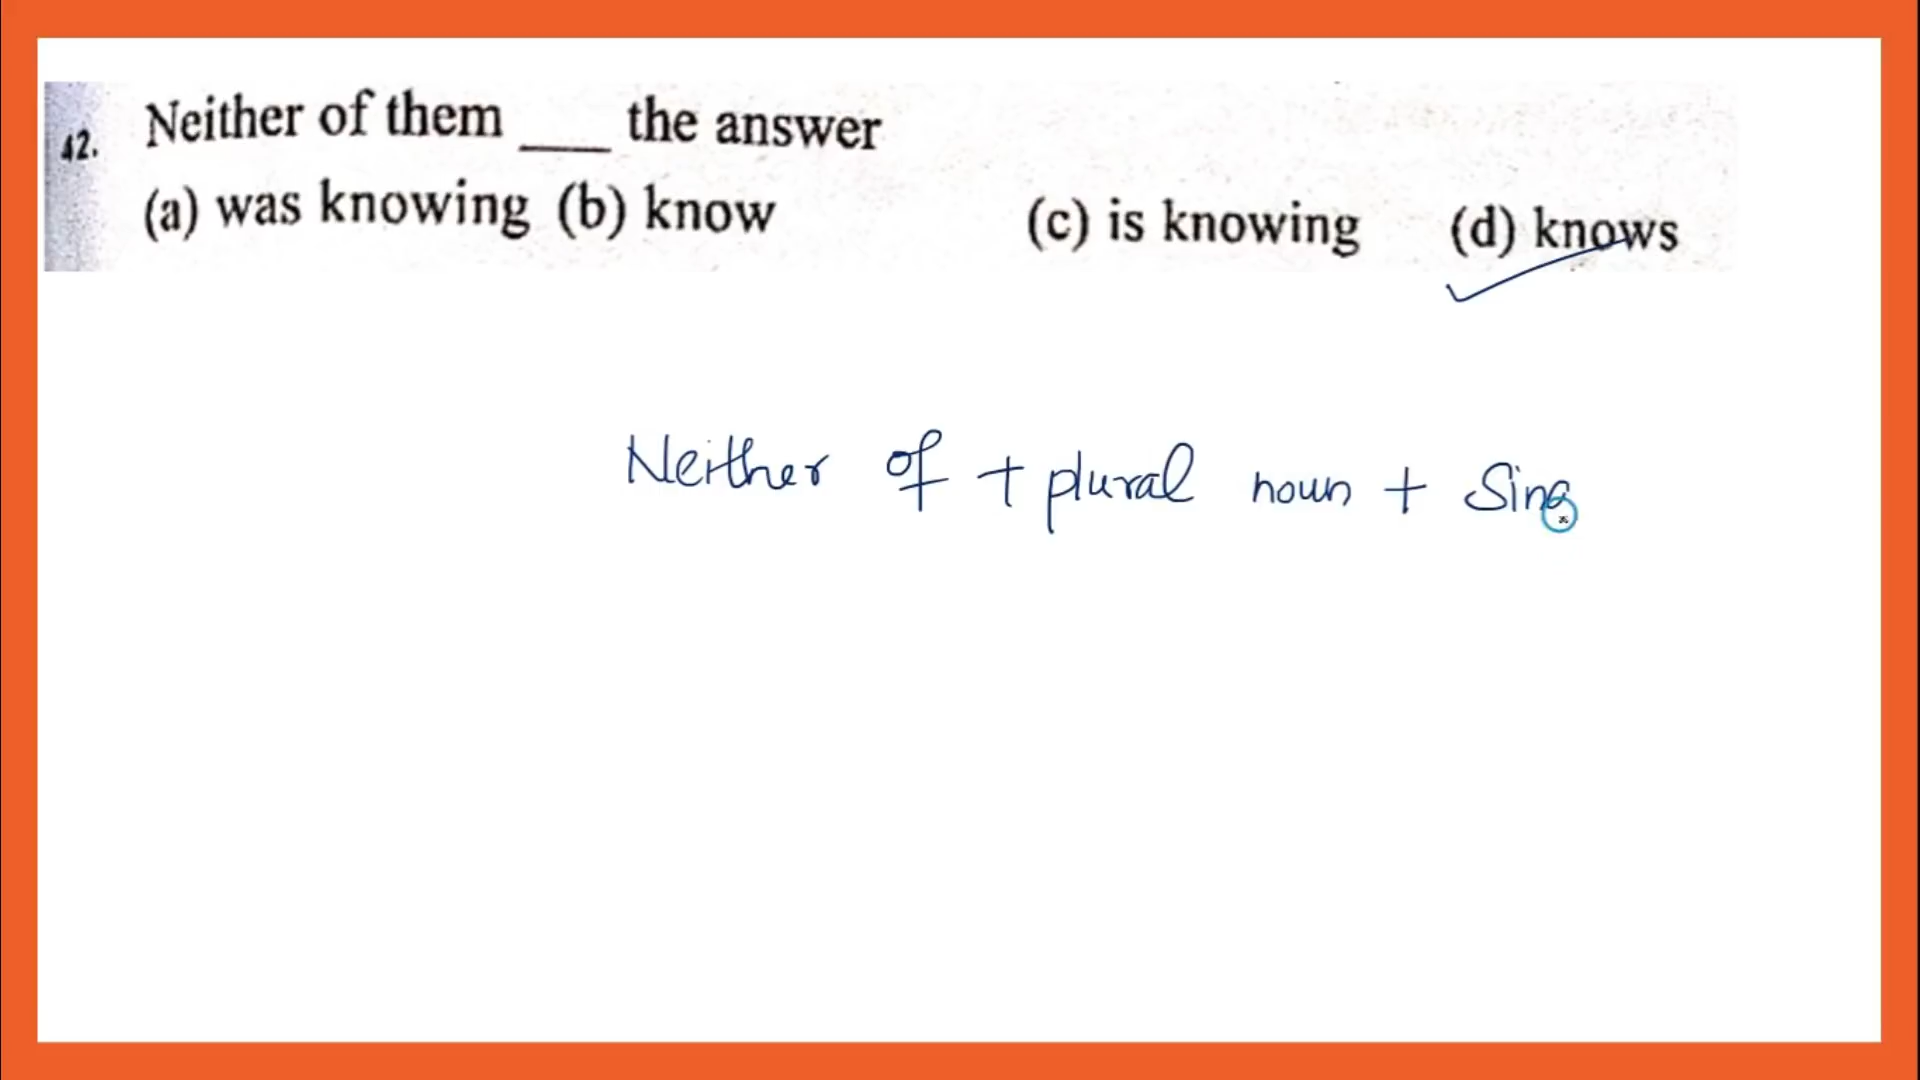 42. Neither of them ____ the answer
(a) was knowing (b) know (c) is knowing (d) knows
Neither of + plural noun + Sing